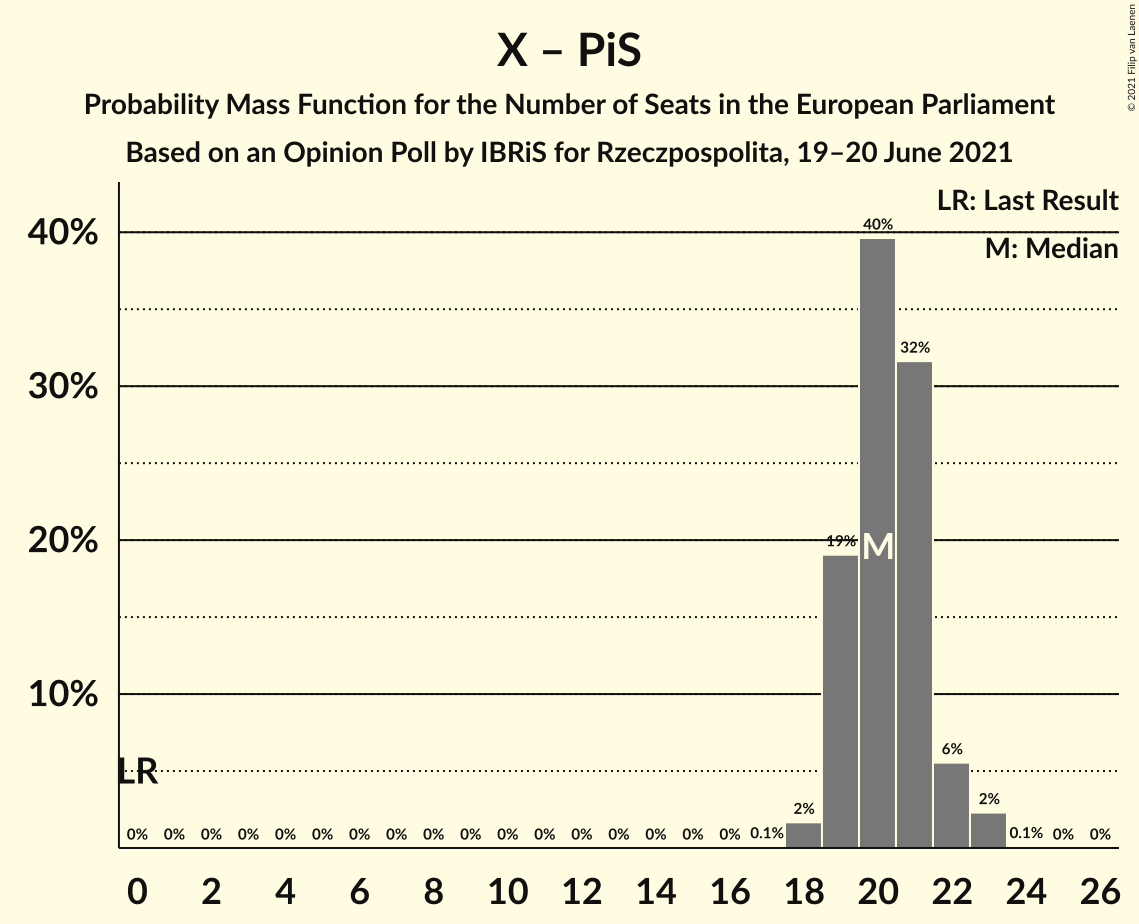 X – PiS
Probability Mass Function for the Number of Seats in the European Parliament
Based on an Opinion Poll by IBRiS for Rzeczpospolita, 19–20 June 2021
© 2021 Filip van Laenen
LR: Last Result
M: Median
40%
30%
20%
10%
40%
32%
19%
M
LR
6%
2%
2%
0% 0% 0% 0% 0% 0% 0% 0% 0% 0% 0% 0% 0% 0% 0% 0% 0% 0.1% 0.1% 0% 0%
0 2 4 6 8 10 12 14 16 18 20 22 24 26